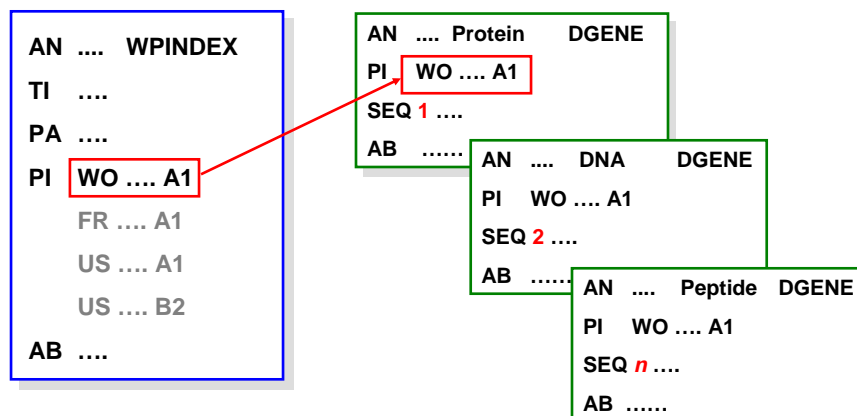 AN .... WPINDEX
TI ....
PA ....
PI WO .... A1
FR .... A1
US .... A1
US .... B2
AB ....
AN .... Protein DGENE
PI WO .... A1
SEQ 1 ....
AB ......
AN .... DNA DGENE
PI WO .... A1
SEQ 2 ....
AB ......
AN .... Peptide DGENE
PI WO .... A1
SEQ n ....
AB ......